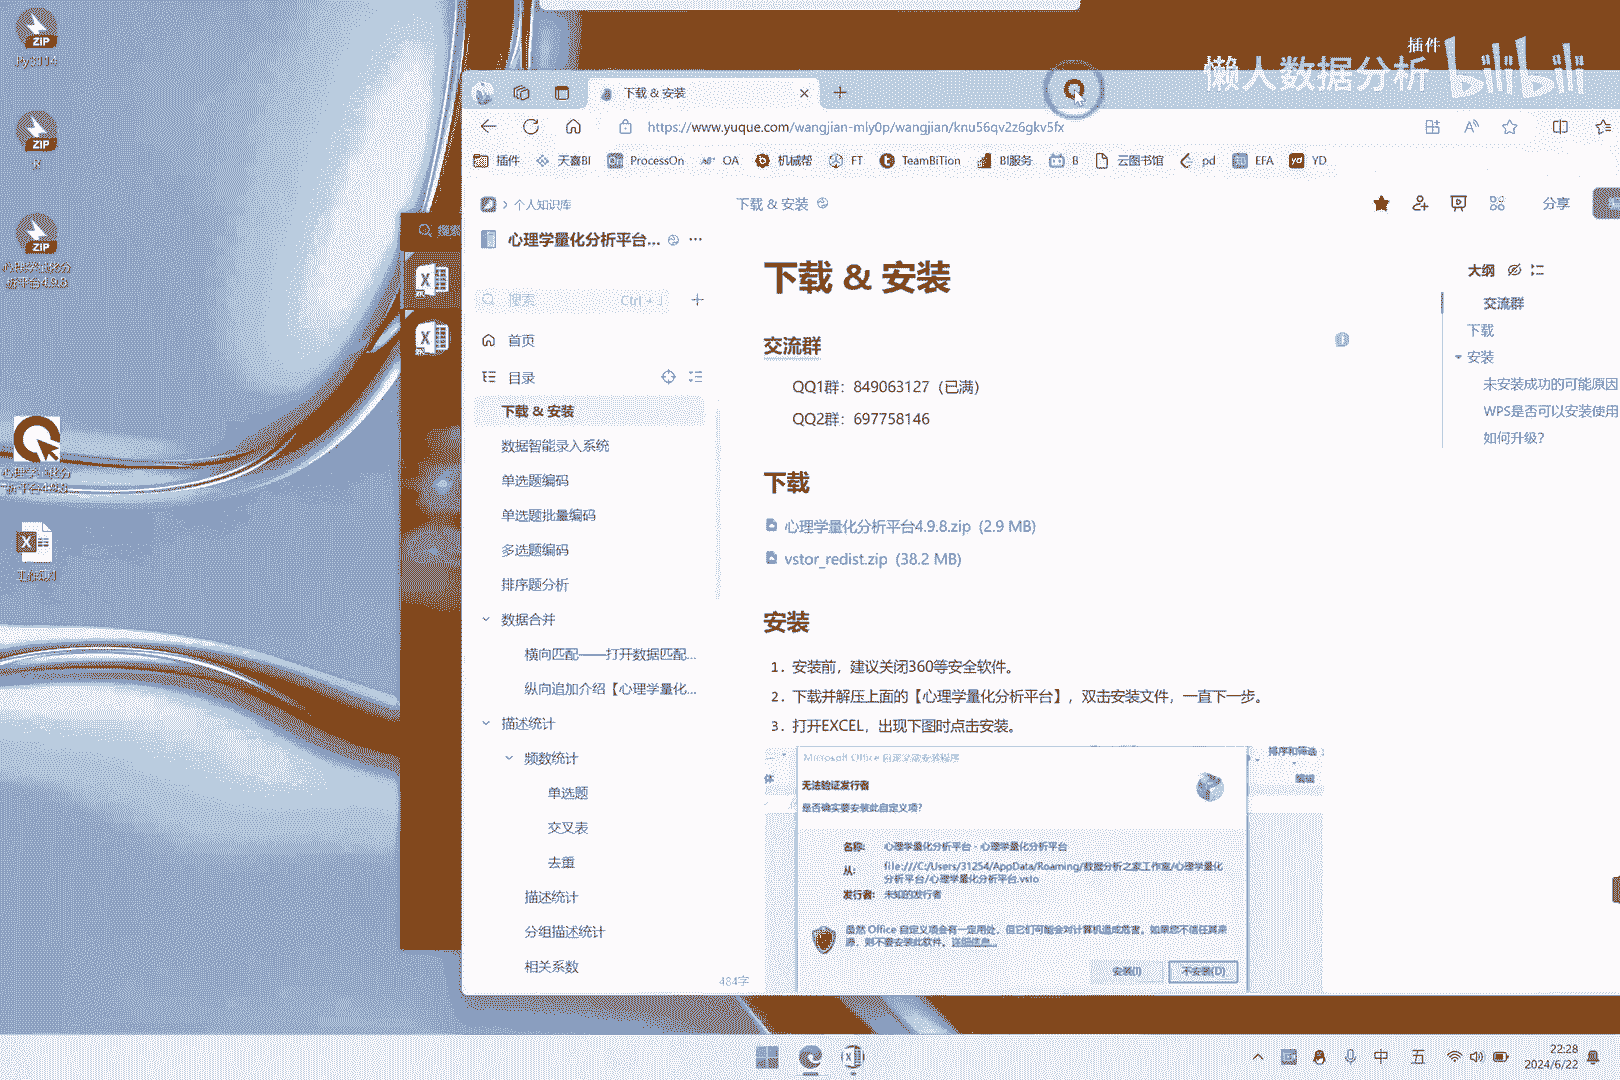 插件
懒人数据分析 bilibili
ZIP
Py3114
ZIP
R
ZIP
心理学量化分
析平台4.9.8
心理学量化分
析平台4.9.8
工作簿1
搜索
下载 & 安装
https://www.yuque.com/wangjian-mly0p/wangjian/knu56qv2z6gkv5fx
插件 天喜BI ProcessOn OA 机械帮 FT TeamBiTion BI服务 B 云图书馆 pd EFA YD
个人知识库
下载 & 安装
分享
心理学量化分析平台...
搜索 Ctrl + J
首页
目录
下载 & 安装
数据智能录入系统
单选题编码
单选题批量编码
多选题编码
排序题分析
数据合并
横向匹配——打开数据匹配...
纵向追加介绍【心理学量化...
描述统计
频数统计
单选题
交叉表
去重
描述统计
分组描述统计
相关系数
下载 & 安装
交流群
QQ1群：849063127（已满）
QQ2群：697758146
下载
心理学量化分析平台4.9.8.zip (2.9 MB)
vstor_redist.zip (38.2 MB)
安装
1. 安装前，建议关闭360等安全软件。
2. 下载并解压上面的【心理学量化分析平台】，双击安装文件，一直下一步。
3. 打开EXCEL，出现下图时点击安装。
Microsoft Office 自定义项安装程序
无法验证发行者
是否确实要安装此自定义项?
名称: 心理学量化分析平台 - 心理学量化分析平台
从: file:///C:/Users/31254/AppData/Roaming/数据分析之家工作室/心理学量化
分析平台/心理学量化分析平台.vsto
发行者: 未知的发行者
虽然 Office 自定义项会有一定用处，但它们可能会对计算机造成危害。如果您不信任其来
源，则不要安装此软件。详细信息...
安装(I) 不安装(D)
排序和筛选
编辑
体
484字
大纲
交流群
下载
安装
未安装成功的可能原因
WPS是否可以安装使用
如何升级?
中 五
22:28
2024/6/22